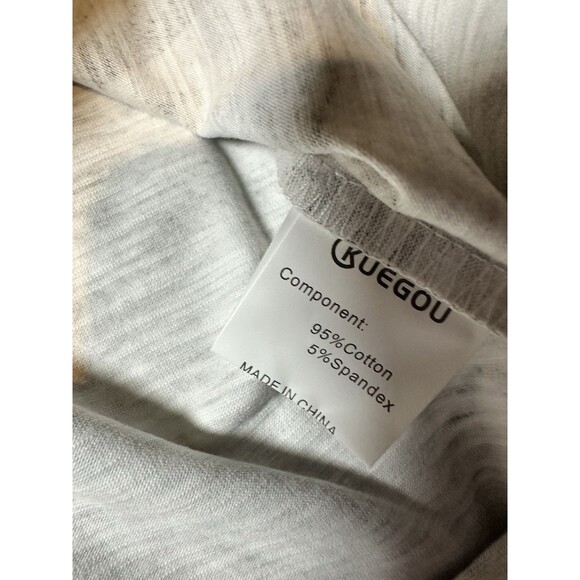 KUEGOU
Component:
95%Cotton
5%Spandex
MADE IN CHINA